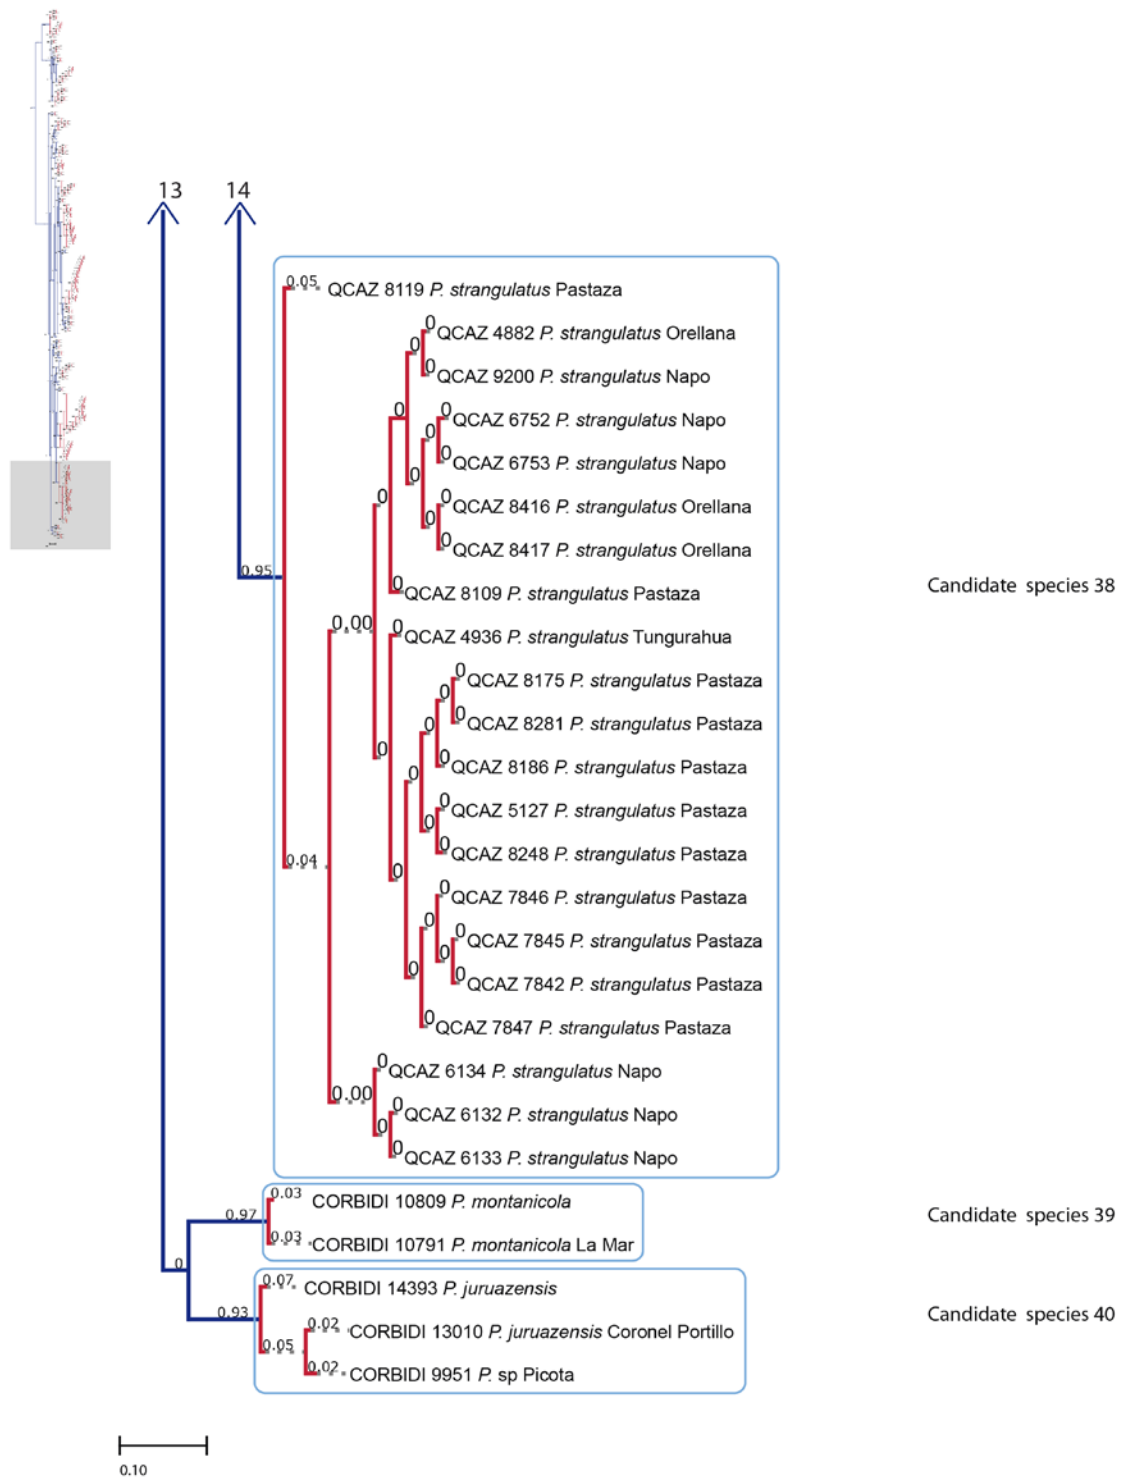 13 14
0.05 QCAZ 8119 P. strangulatus Pastaza
0 QCAZ 4882 P. strangulatus Orellana
0
0 QCAZ 9200 P. strangulatus Napo
0
0 QCAZ 6752 P. strangulatus Napo
0
0 QCAZ 6753 P. strangulatus Napo
0
0
0 QCAZ 8416 P. strangulatus Orellana
0
0 QCAZ 8417 P. strangulatus Orellana
0.95
0 QCAZ 8109 P. strangulatus Pastaza
Candidate species 38
0.00
0 QCAZ 4936 P. strangulatus Tungurahua
0 QCAZ 8175 P. strangulatus Pastaza
0
0 QCAZ 8281 P. strangulatus Pastaza
0
0
0 QCAZ 8186 P. strangulatus Pastaza
0
0 QCAZ 5127 P. strangulatus Pastaza
0
0 QCAZ 8248 P. strangulatus Pastaza
0.04
0
0 QCAZ 7846 P. strangulatus Pastaza
0
0 QCAZ 7845 P. strangulatus Pastaza
0
0
0 QCAZ 7842 P. strangulatus Pastaza
0 QCAZ 7847 P. strangulatus Pastaza
0 QCAZ 6134 P. strangulatus Napo
0.00
0 QCAZ 6132 P. strangulatus Napo
0
0 QCAZ 6133 P. strangulatus Napo
0.03 CORBIDI 10809 P. montanicola
0.97 Candidate species 39
0.03 CORBIDI 10791 P. montanicola La Mar
0
0.07 CORBIDI 14393 P. juruazensis
0.93 Candidate species 40
0.02 CORBIDI 13010 P. juruazensis Coronel Portillo
0.05
0.02 CORBIDI 9951 P. sp Picota
0.10